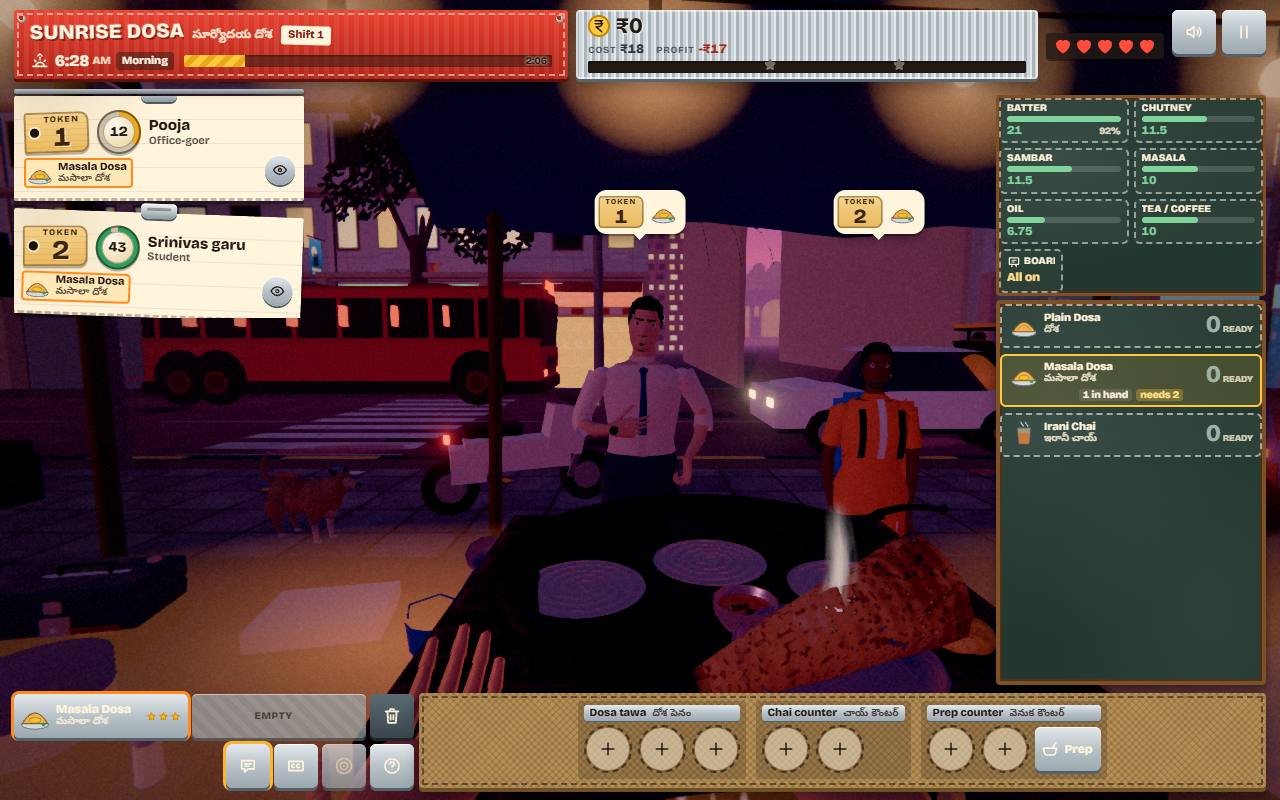 SUNRISE DOSA సూర్యోదయ దోశ Shift 1
6:28 AM Morning 2:06
₹ ₹0
COST ₹18 PROFIT -₹17
TOKEN
1
12
Pooja
Office-goer
Masala Dosa
మసాలా దోశ
TOKEN
2
43
Srinivas garu
Student
Masala Dosa
మసాలా దోశ
TOKEN
1
TOKEN
2
BATTER
21 92%
CHUTNEY
11.5
SAMBAR
11.5
MASALA
10
OIL
6.75
TEA / COFFEE
10
BOARD
All on
Plain Dosa
దోశ
0 READY
Masala Dosa
మసాలా దోశ
0 READY
1 in hand needs 2
Irani Chai
ఇరానీ చాయ్
0 READY
Masala Dosa
మసాలా దోశ
EMPTY
CC
Dosa tawa దోశ పెనం
Chai counter చాయ్ కౌంటర్
Prep counter వెనుక కౌంటర్
Prep